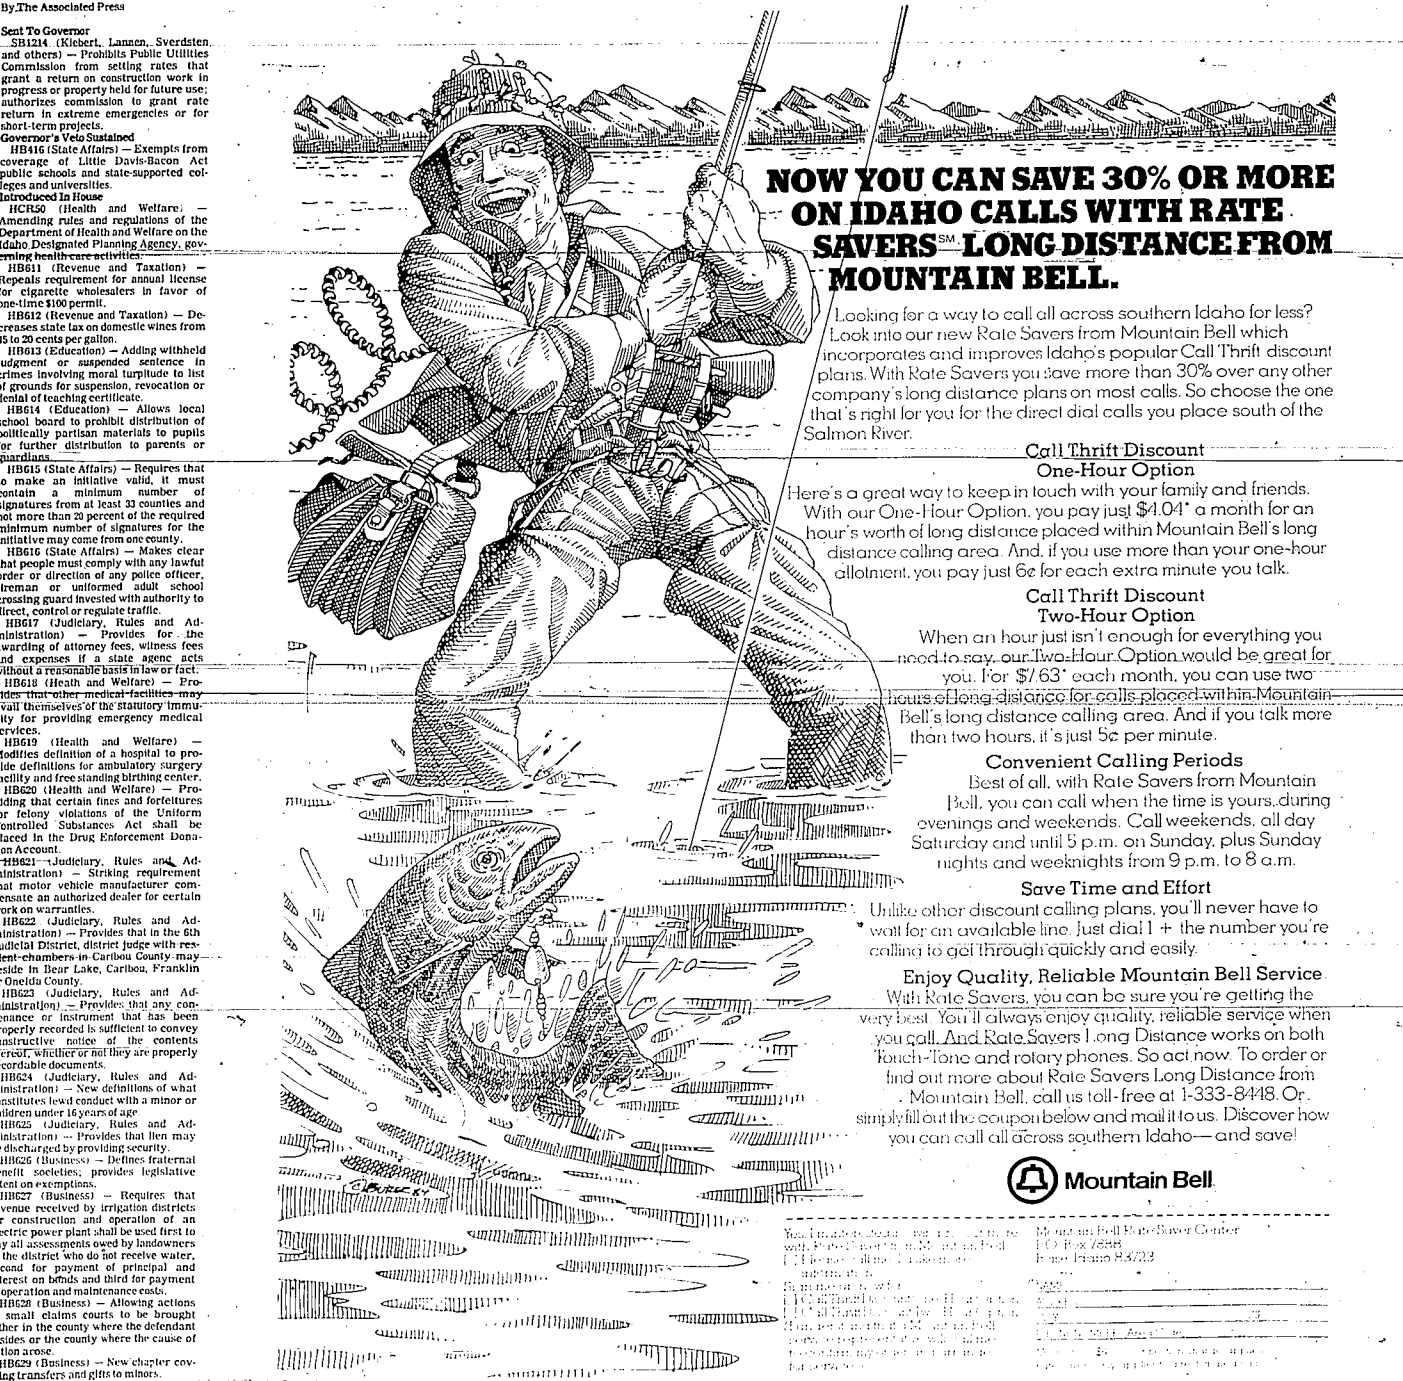 By The Associated Press
Sent To Governor
SB1214 (Kiebert, Lannen, Sverdsten
and others) — Prohibits Public Utilities
Commission from setting rates that
grant a return on construction work in
progress or property held for future use;
authorizes commission to grant rate
return in extreme emergencies or for
short-term projects.
Governor's Veto Sustained
HB416 (State Affairs) — Exempts from
coverage of Little Davis-Bacon Act
public schools and state-supported col-
leges and universities.
Introduced In House
HCR50 (Health and Welfare) —
Amending rules and regulations of the
Department of Health and Welfare on the
Idaho Designated Planning Agency, gov-
erning health care activities.
HB611 (Revenue and Taxation) —
Repeals requirement for annual license
for cigarette wholesalers in favor of
one-time $100 permit.
HB612 (Revenue and Taxation) — De-
creases state tax on domestic wines from
45 to 20 cents per gallon.
HB613 (Education) — Adding withheld
judgment or suspended sentence in
crimes involving moral turpitude to list
of grounds for suspension, revocation or
denial of teaching certificate.
HB614 (Education) — Allows local
school board to prohibit distribution of
politically partisan materials to pupils
for further distribution to parents or
guardians.
HB615 (State Affairs) — Requires that
to make an initiative valid, it must
contain a minimum number of
signatures from at least 33 counties and
not more than 20 percent of the required
minimum number of signatures for the
initiative may come from one county.
HB616 (State Affairs) — Makes clear
that people must comply with any lawful
order or direction of any police officer,
fireman or uniformed adult school
crossing guard invested with authority to
direct, control or regulate traffic.
HB617 (Judiciary, Rules and Ad-
ministration) — Provides for the
awarding of attorney fees, witness fees
and expenses if a state agenc acts
without a reasonable basis in law or fact.
HB618 (Heath and Welfare) — Pro-
vides that other medical facilities may
avail themselves of the statutory immu-
nity for providing emergency medical
services.
HB619 (Health and Welfare) —
Modifies definition of a hospital to pro-
vide definitions for ambulatory surgery
facility and free standing birthing center.
HB620 (Health and Welfare) — Pro-
viding that certain fines and forfeitures
for felony violations of the Uniform
Controlled Substances Act shall be
placed in the Drug Enforcement Dona-
tion Account.
HB621 (Judiciary, Rules and Ad-
ministration) — Striking requirement
that motor vehicle manufacturer com-
pensate an authorized dealer for certain
work on warranties.
HB622 (Judiciary, Rules and Ad-
ministration) — Provides that in the 6th
Judicial District, district judge with res-
ident chambers in Caribou County may
reside in Bear Lake, Caribou, Franklin
or Oneida County.
HB623 (Judiciary, Rules and Ad-
ministration) — Provides that any con-
veyance or instrument that has been
properly recorded is sufficient to convey
constructive notice of the contents
thereof, whether or not they are properly
recordable documents.
HB624 (Judiciary, Rules and Ad-
ministration) — New definitions of what
constitutes lewd conduct with a minor or
children under 16 years of age.
HB625 (Judiciary, Rules and Ad-
ministration) — Provides that lien may
be discharged by providing security.
HB626 (Business) — Defines fraternal
benefit societies; provides legislative
intent on exemptions.
HB627 (Business) — Requires that
revenue received by irrigation districts
for construction and operation of an
electric power plant shall be used first to
pay all assessments owed by landowners
in the district who do not receive water,
second for payment of principal and
interest on bonds and third for payment
of operation and maintenance costs.
HB628 (Business) — Allowing actions
in small claims courts to be brought
either in the county where the defendant
resides or the county where the cause of
action arose.
HB629 (Business) — New chapter cov-
ering transfers and gifts to minors.
NOW YOU CAN SAVE 30% OR MORE
ON IDAHO CALLS WITH RATE
SAVERS℠ LONG DISTANCE FROM
MOUNTAIN BELL.
Looking for a way to call all across southern Idaho for less?
Look into our new Rate Savers from Mountain Bell which
incorporates and improves Idaho's popular Call Thrift discount
plans. With Rate Savers you save more than 30% over any other
company's long distance plans on most calls. So choose the one
that's right for you for the direct dial calls you place south of the
Salmon River.
Call Thrift Discount
One-Hour Option
Here's a great way to keep in touch with your family and friends.
With our One-Hour Option, you pay just $4.04* a month for an
hour's worth of long distance placed within Mountain Bell's long
distance calling area. And, if you use more than your one-hour
allotment, you pay just 6¢ for each extra minute you talk.
Call Thrift Discount
Two-Hour Option
When an hour just isn't enough for everything you
need to say, our Two-Hour Option would be great for
you. For $7.63* each month, you can use two
hours of long distance for calls placed within Mountain
Bell's long distance calling area. And if you talk more
than two hours, it's just 5¢ per minute.
Convenient Calling Periods
Best of all, with Rate Savers from Mountain
Bell, you can call when the time is yours, during
evenings and weekends. Call weekends, all day
Saturday and until 5 p.m. on Sunday, plus Sunday
nights and weeknights from 9 p.m. to 8 a.m.
Save Time and Effort
Unlike other discount calling plans, you'll never have to
wait for an available line. Just dial 1 + the number you're
calling to get through quickly and easily.
Enjoy Quality, Reliable Mountain Bell Service
With Rate Savers, you can be sure you're getting the
very best. You'll always enjoy quality, reliable service when
you call. And Rate Savers Long Distance works on both
Touch-Tone and rotary phones. So act now. To order or
find out more about Rate Savers Long Distance from
Mountain Bell, call us toll-free at 1-333-8448. Or
simply fill out the coupon below and mail it to us. Discover how
you can call all across southern Idaho—and save!
Mountain Bell
Mountain Bell Rate Saver Center
P.O. Box 7888
Boise, Idaho 83723